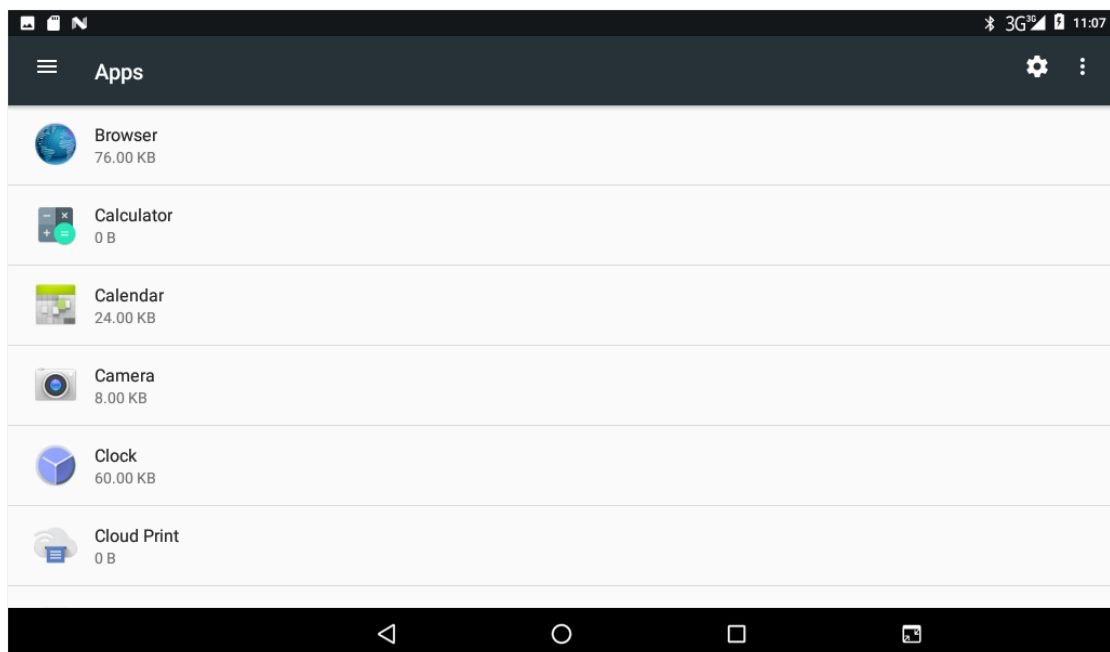 3G 3G 11:07
Apps
Browser
76.00 KB
Calculator
0 B
Calendar
24.00 KB
Camera
8.00 KB
Clock
60.00 KB
Cloud Print
0 B